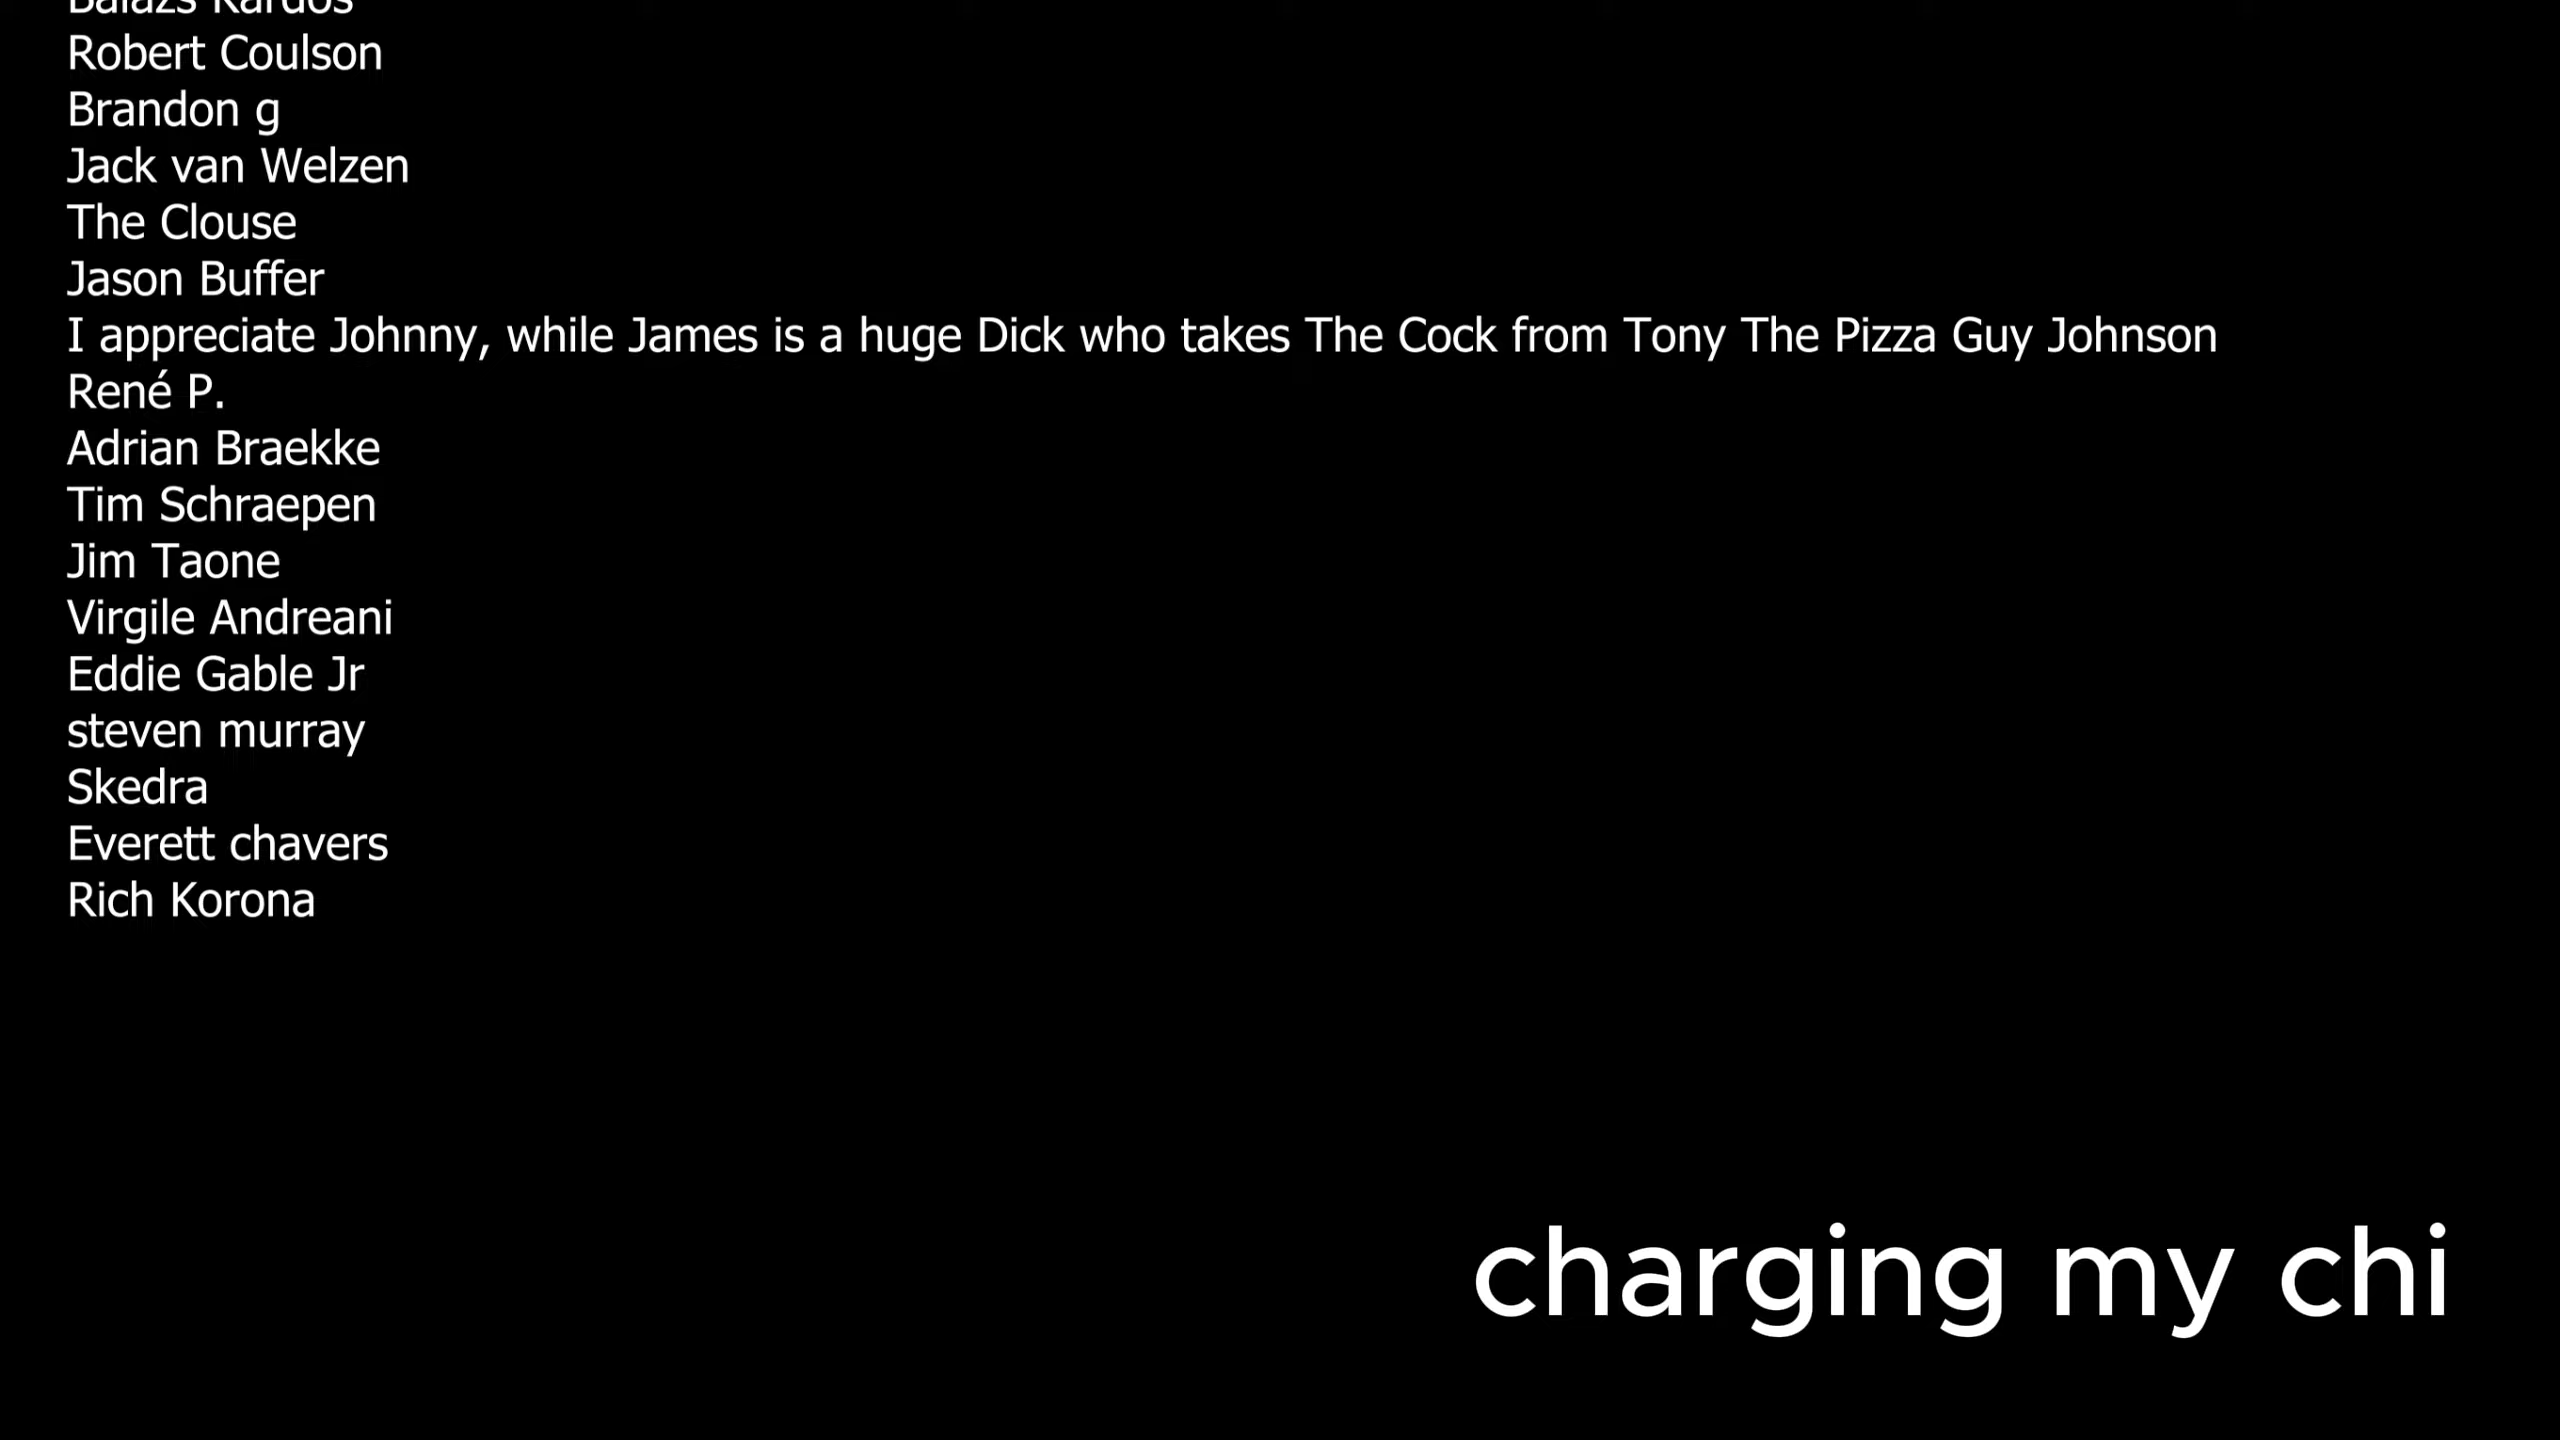 Balazs Kardos
Robert Coulson
Brandon g
Jack van Welzen
The Clouse
Jason Buffer
I appreciate Johnny, while James is a huge Dick who takes The Cock from Tony The Pizza Guy Johnson
René P.
Adrian Braekke
Tim Schraepen
Jim Taone
Virgile Andreani
Eddie Gable Jr
steven murray
Skedra
Everett chavers
Rich Korona
charging my chi